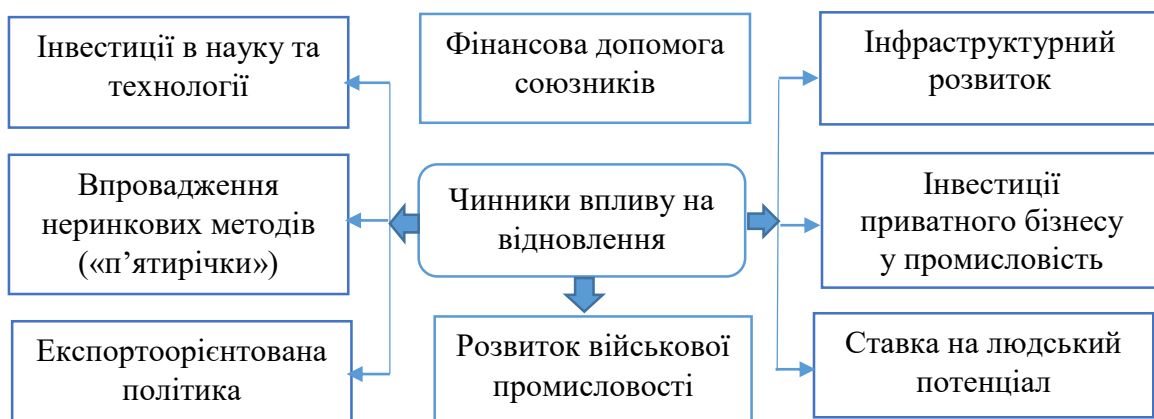 Інвестиції в науку та
технології
Фінансова допомога
союзників
Інфраструктурний
розвиток
Впровадження
неринкових методів
(«п’ятирічки»)
Чинники впливу на
відновлення
Інвестиції
приватного бізнесу
у промисловість
Експортоорієнтована
політика
Розвиток військової
промисловості
Ставка на людський
потенціал